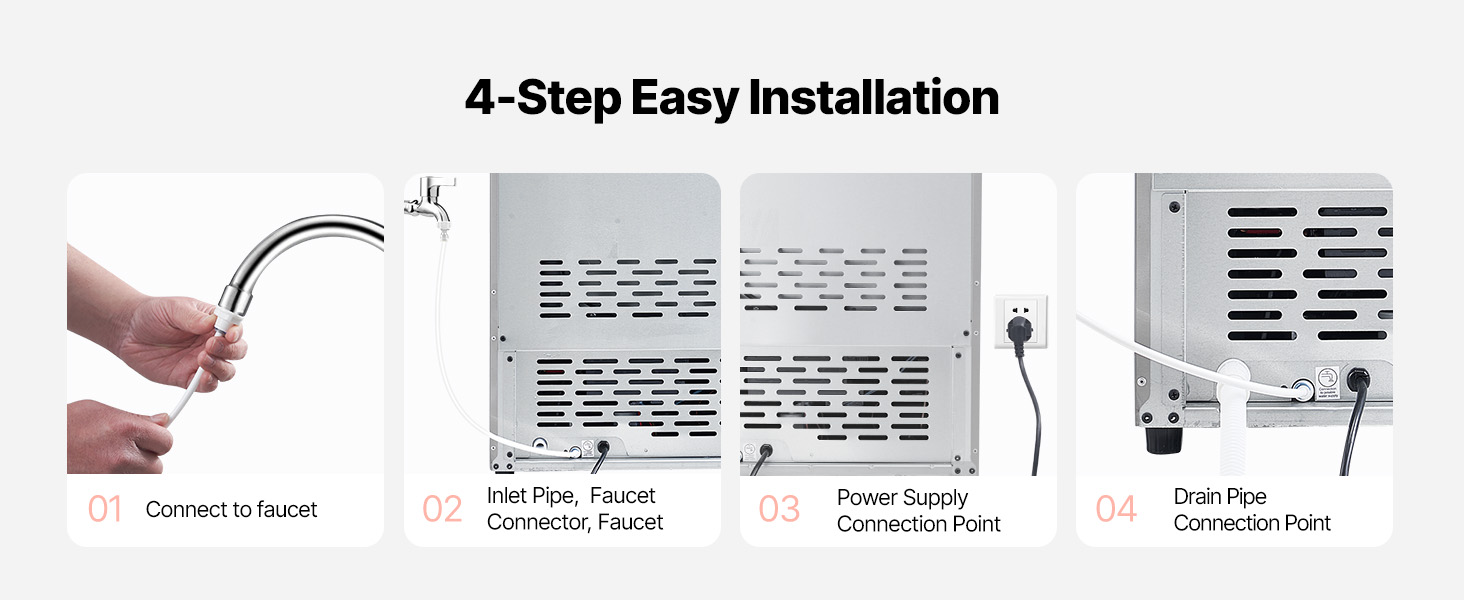 4-Step Easy Installation
01
Connect to faucet
02
Inlet Pipe, Faucet
Connector, Faucet
03
Power Supply
Connection Point
04
Drain Pipe
Connection Point